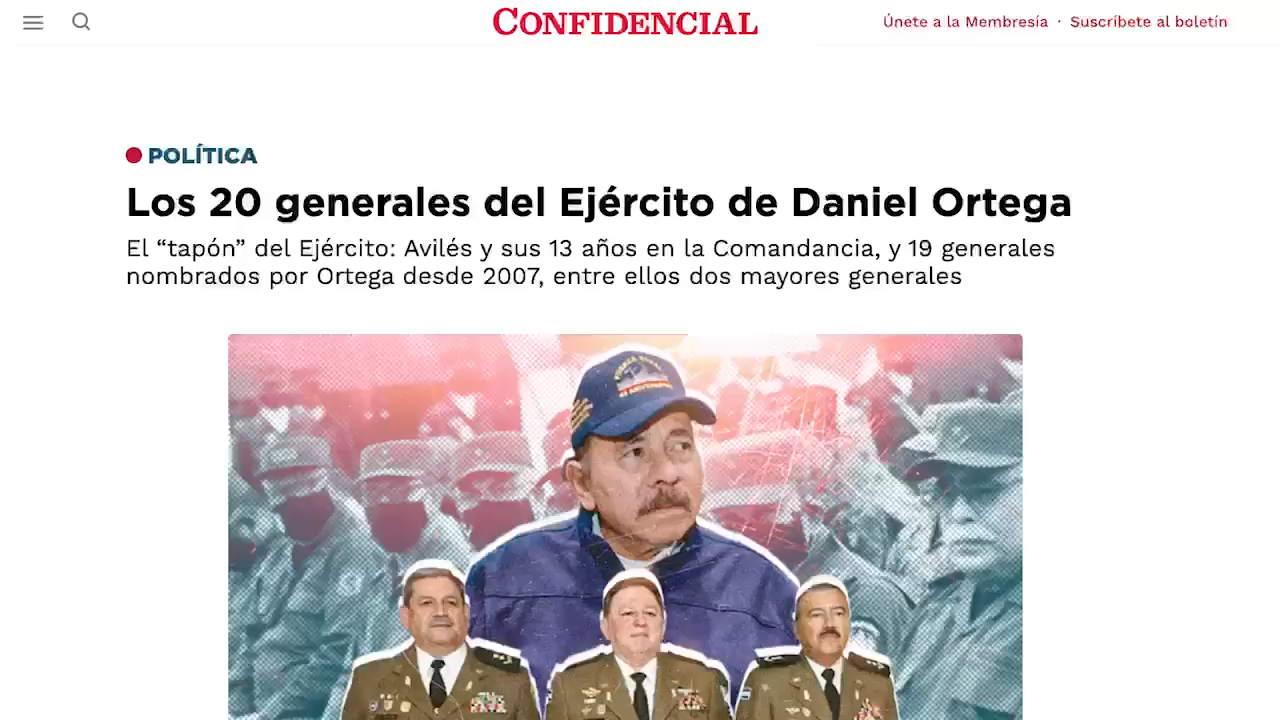 CONFIDENCIAL
Únete a la Membresía · Suscríbete al boletín
POLÍTICA
Los 20 generales del Ejército de Daniel Ortega
El “tapón” del Ejército: Avilés y sus 13 años en la Comandancia, y 19 generales
nombrados por Ortega desde 2007, entre ellos dos mayores generales